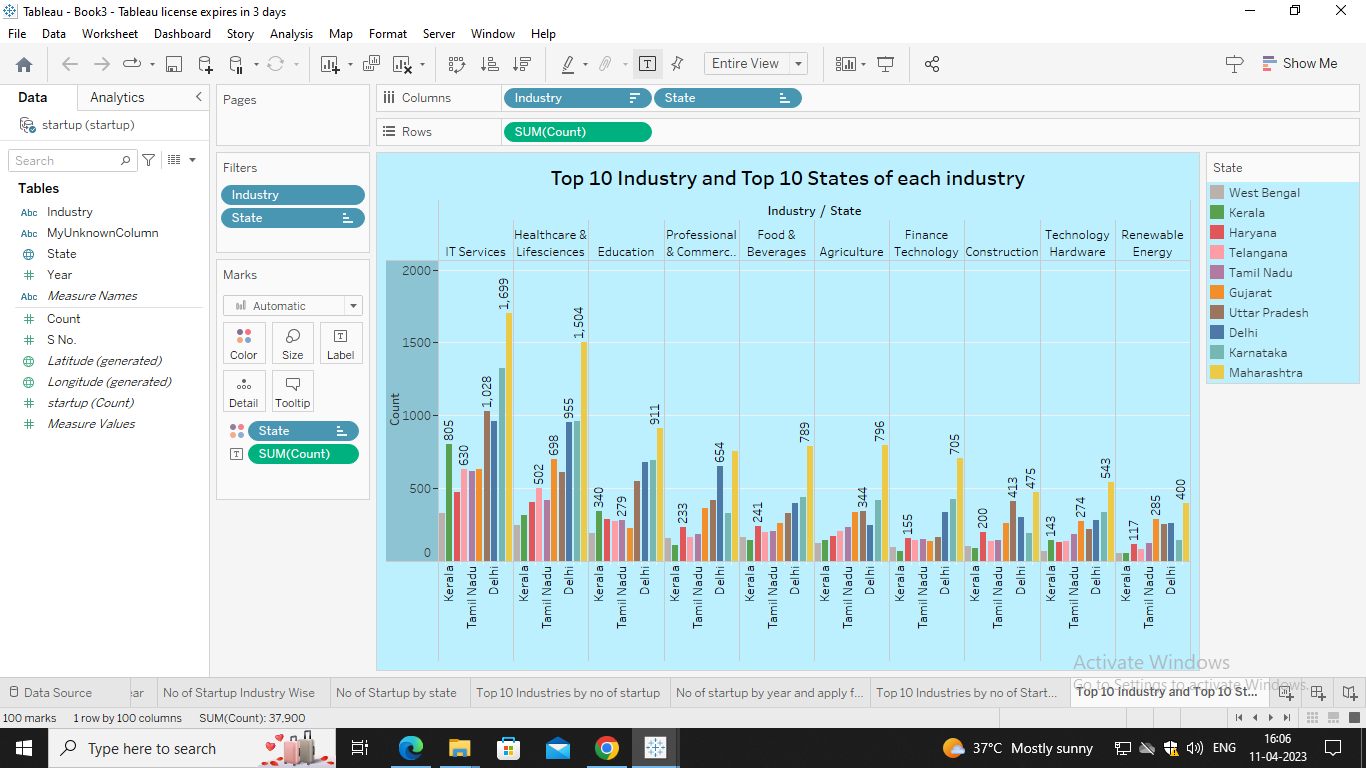 Tableau - Book3 - Tableau license expires in 3 days
File Data Worksheet Dashboard Story Analysis Map Format Server Window Help
Entire View
Show Me
Data Analytics
startup (startup)
Search
Tables
Abc Industry
Abc MyUnknownColumn
State
Year
Abc Measure Names
Count
S No.
Latitude (generated)
Longitude (generated)
startup (Count)
Measure Values
Pages
Filters
Industry
State
Marks
Automatic
Color Size Label
Detail Tooltip
State
SUM(Count)
Columns Industry State
Rows SUM(Count)
Top 10 Industry and Top 10 States of each industry
Industry / State
IT Services
Healthcare &
Lifesciences
Education
Professional
& Commerc..
Food &
Beverages
Agriculture
Finance
Technology
Construction
Technology
Hardware
Renewable
Energy
Count
2000
1500
1000
500
0
805 630 1,028 1,699
502 698 955 1,504
340 279 911
233 654
241 789
344 796
155 705
200 413 475
143 274 543
117 285 400
Kerala Tamil Nadu Delhi
Kerala Tamil Nadu Delhi
Kerala Tamil Nadu Delhi
Kerala Tamil Nadu Delhi
Kerala Tamil Nadu Delhi
Kerala Tamil Nadu Delhi
Kerala Tamil Nadu Delhi
Kerala Tamil Nadu Delhi
Kerala Tamil Nadu Delhi
Kerala Tamil Nadu Delhi
State
West Bengal
Kerala
Haryana
Telangana
Tamil Nadu
Gujarat
Uttar Pradesh
Delhi
Karnataka
Maharashtra
Activate Windows
Go to Settings to activate Windows.
Data Source ar No of Startup Industry Wise No of Startup by state Top 10 Industries by no of startup No of startup by year and apply f... Top 10 Industries by no of Start... Top 10 Industry and Top 10 St...
100 marks 1 row by 100 columns SUM(Count): 37,900
Type here to search
37°C Mostly sunny
ENG
16:06
11-04-2023